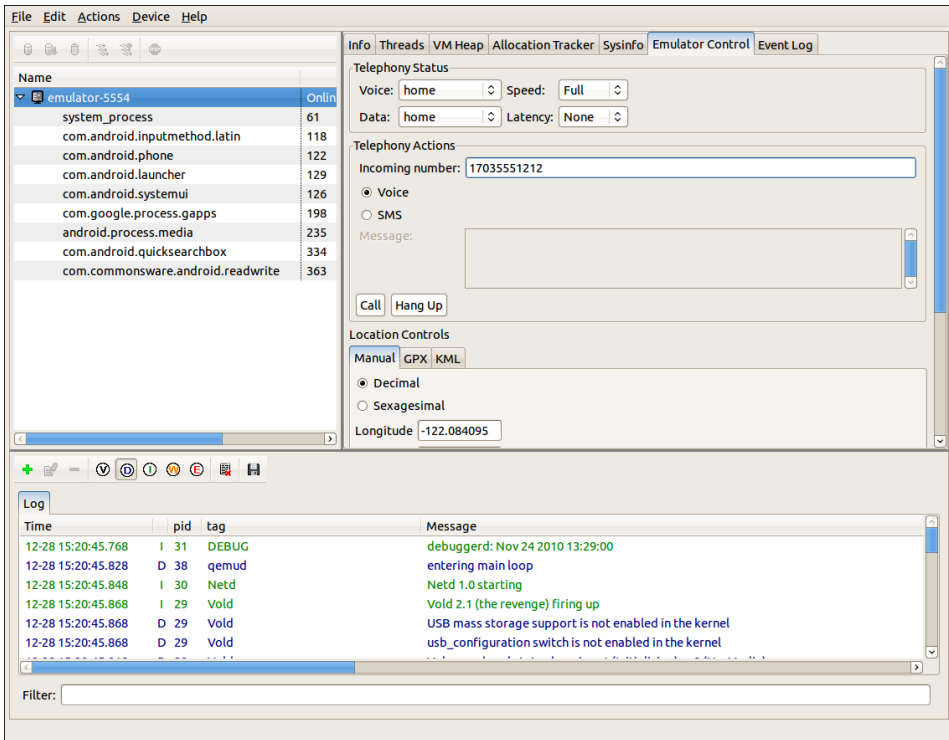 File Edit Actions Device Help
Info Threads VM Heap Allocation Tracker Sysinfo Emulator Control Event Log
Name
emulator-5554 Onlin
system_process 61
com.android.inputmethod.latin 118
com.android.phone 122
com.android.launcher 129
com.android.systemui 126
com.google.process.gapps 198
android.process.media 235
com.android.quicksearchbox 334
com.commonsware.android.readwrite 363
Telephony Status
Voice: home Speed: Full
Data: home Latency: None
Telephony Actions
Incoming number: 17035551212
Voice
SMS
Message:
Call Hang Up
Location Controls
Manual GPX KML
Decimal
Sexagesimal
Longitude -122.084095
V D I W E
Log
Time pid tag Message
12-28 15:20:45.768 I 31 DEBUG debuggerd: Nov 24 2010 13:29:00
12-28 15:20:45.828 D 38 qemud entering main loop
12-28 15:20:45.848 I 30 Netd Netd 1.0 starting
12-28 15:20:45.868 I 29 Vold Vold 2.1 (the revenge) firing up
12-28 15:20:45.868 D 29 Vold USB mass storage support is not enabled in the kernel
12-28 15:20:45.868 D 29 Vold usb_configuration switch is not enabled in the kernel
Filter: